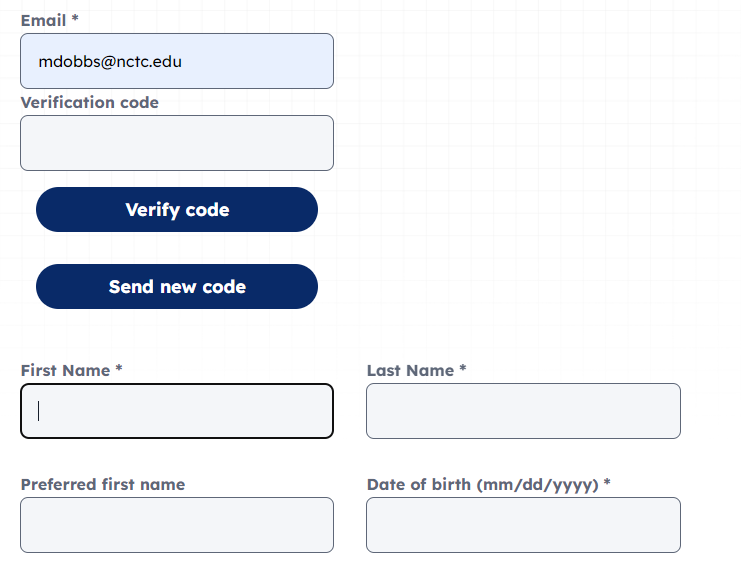 Email *
mdobbs@nctc.edu
Verification code
Verify code
Send new code
First Name *
Last Name *
Preferred first name
Date of birth (mm/dd/yyyy) *